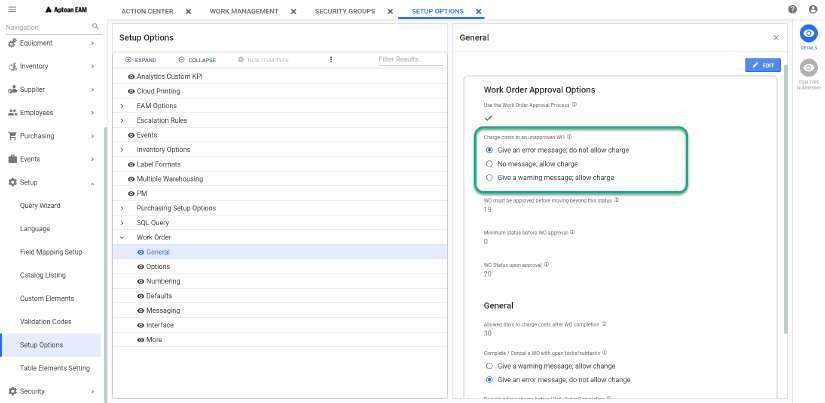 Aptean EAM
ACTION CENTER
WORK MANAGEMENT
SECURITY GROUPS
SETUP OPTIONS
Navigation
Equipment
Inventory
Supplier
Employees
Purchasing
Events
Setup
Query Wizard
Language
Field Mapping Setup
Catalog Listing
Custom Elements
Validation Codes
Setup Options
Table Elements Setting
Security
Setup Options
EXPAND
COLLAPSE
NEW ITEM TYPE
Filter Results
Analytics Custom KPI
Cloud Printing
EAM Options
Escalation Rules
Events
Inventory Options
Label Formats
Multiple Warehousing
PM
Purchasing Setup Options
SQL Query
Work Order
General
Options
Numbering
Defaults
Messaging
Interface
More
General
EDIT
Work Order Approval Options
Use the Work Order Approval Process
Charge costs to an unapproved WO
Give an error message; do not allow charge
No message; allow charge
Give a warning message; allow charge
WO must be approved before moving beyond this status
19
Minimum status before WO approval
0
WO Status upon approval
20
General
Allowed days to charge costs after WO completion
30
Complete / Cancel a WO with open tasks/subtasks
Give a warning message; allow change
Give an error message; do not allow change
DETAILS